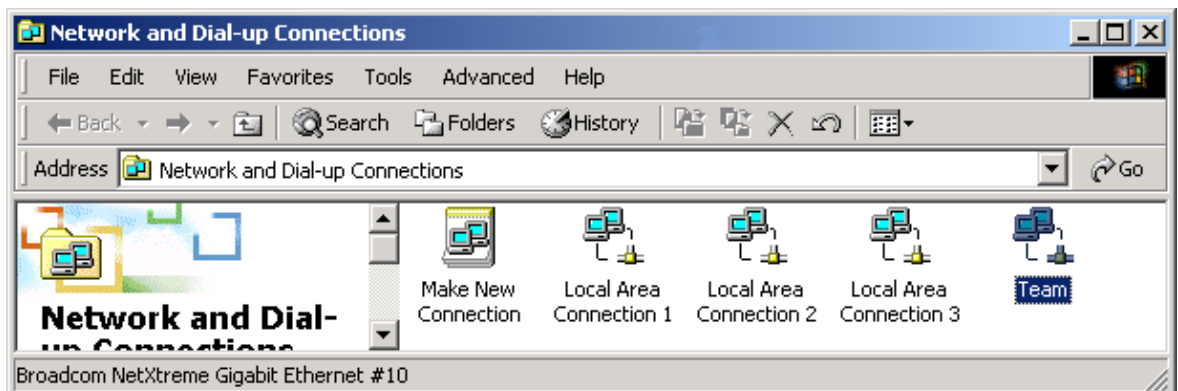 Network and Dial-up Connections
File Edit View Favorites Tools Advanced Help
Back Search Folders History
Address Network and Dial-up Connections Go
Network and Dial-
up Connections
Make New
Connection
Local Area
Connection 1
Local Area
Connection 2
Local Area
Connection 3
Team
Broadcom NetXtreme Gigabit Ethernet #10